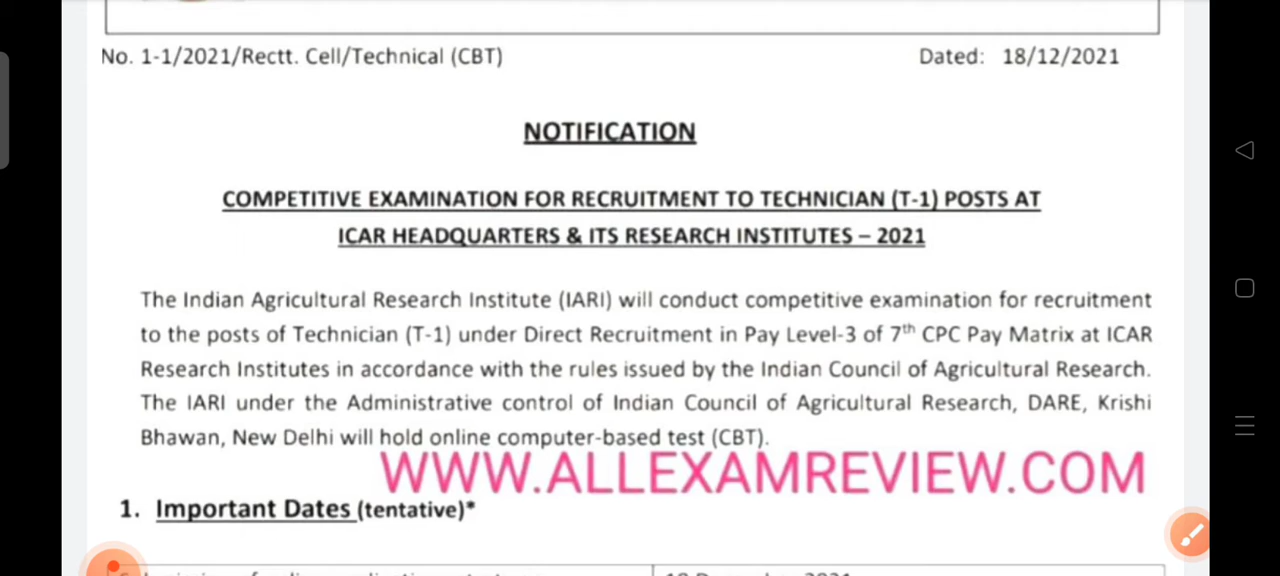 No. 1-1/2021/Rectt. Cell/Technical (CBT) Dated: 18/12/2021
NOTIFICATION
COMPETITIVE EXAMINATION FOR RECRUITMENT TO TECHNICIAN (T-1) POSTS AT
ICAR HEADQUARTERS & ITS RESEARCH INSTITUTES – 2021
The Indian Agricultural Research Institute (IARI) will conduct competitive examination for recruitment
to the posts of Technician (T-1) under Direct Recruitment in Pay Level-3 of 7th CPC Pay Matrix at ICAR
Research Institutes in accordance with the rules issued by the Indian Council of Agricultural Research.
The IARI under the Administrative control of Indian Council of Agricultural Research, DARE, Krishi
Bhawan, New Delhi will hold online computer-based test (CBT).
WWW.ALLEXAMREVIEW.COM
1. Important Dates (tentative)*